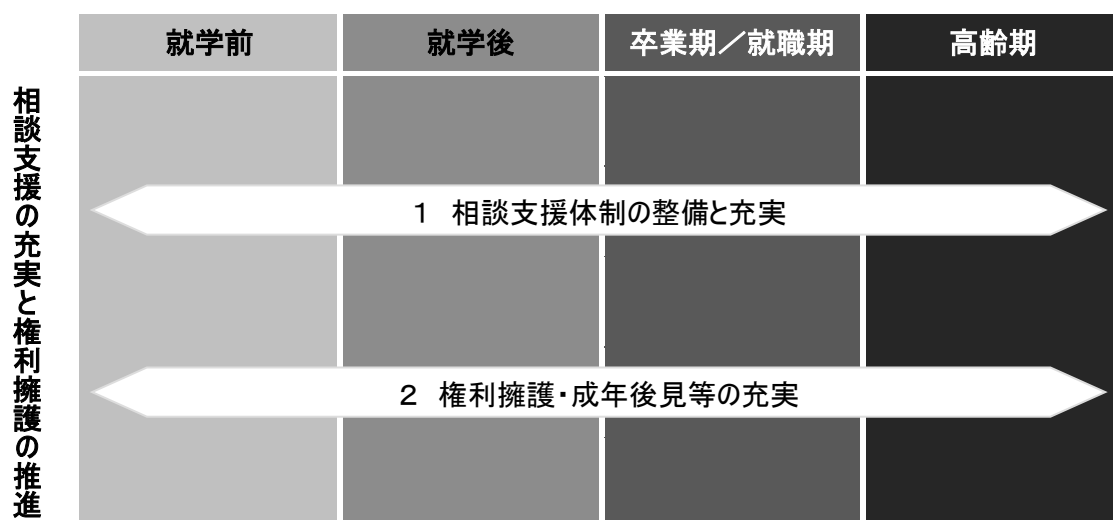 就学前
就学後
卒業期／就職期
高齢期
相談支援の充実と権利擁護の推進
１　相談支援体制の整備と充実
２　権利擁護・成年後見等の充実